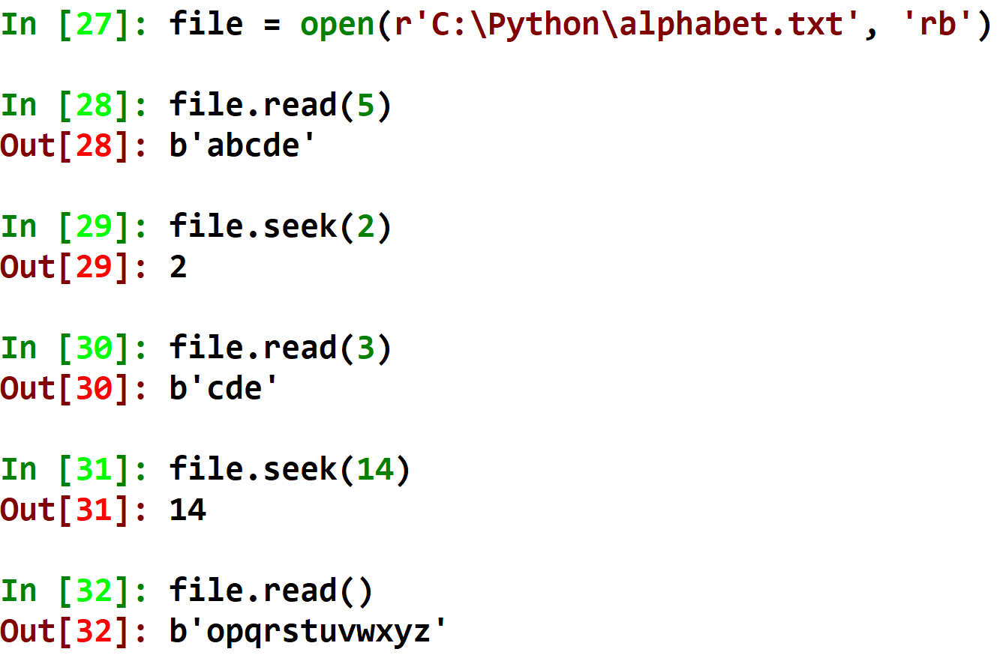 In [27]: file = open(r'C:\Python\alphabet.txt', 'rb')
In [28]: file.read(5)
Out[28]: b'abcde'
In [29]: file.seek(2)
Out[29]: 2
In [30]: file.read(3)
Out[30]: b'cde'
In [31]: file.seek(14)
Out[31]: 14
In [32]: file.read()
Out[32]: b'opqrstuvwxyz'